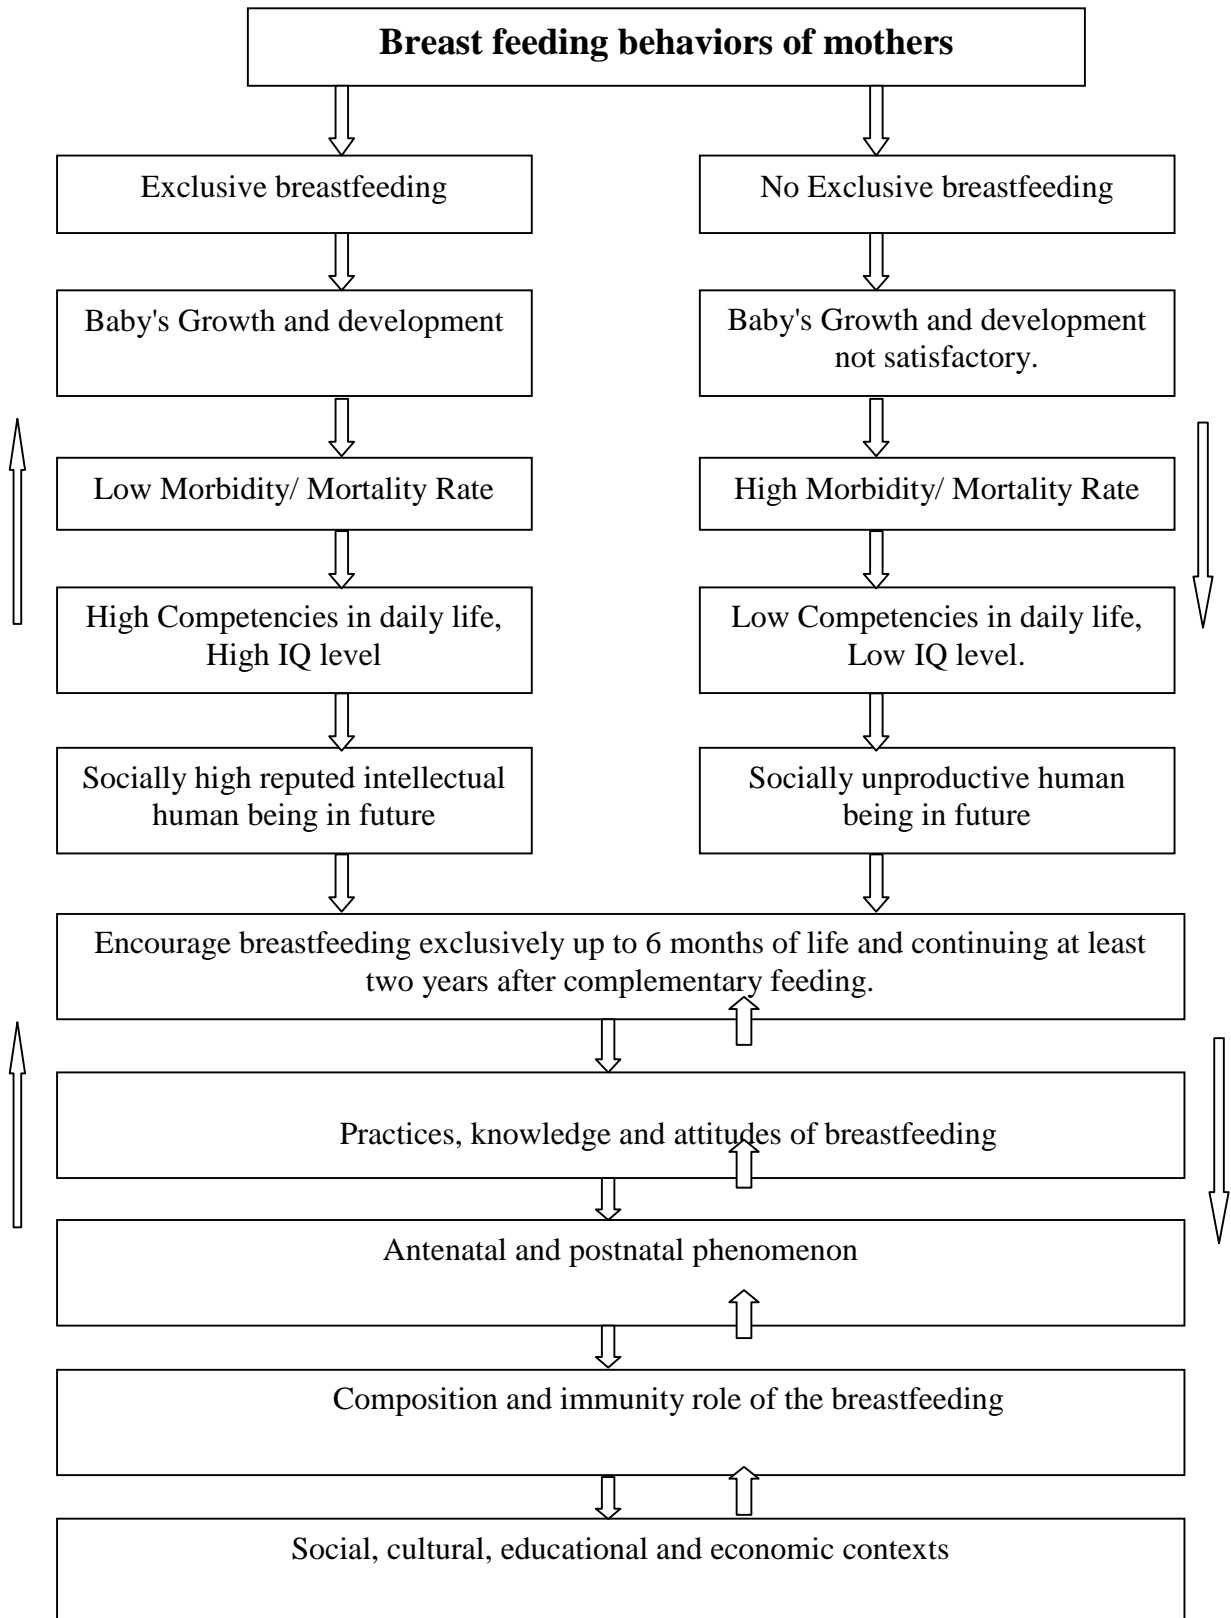 Breast feeding behaviors of mothers
Exclusive breastfeeding
No Exclusive breastfeeding
Baby's Growth and development
Baby's Growth and development
not satisfactory.
Low Morbidity/ Mortality Rate
High Morbidity/ Mortality Rate
High Competencies in daily life,
High IQ level
Low Competencies in daily life,
Low IQ level.
Socially high reputed intellectual
human being in future
Socially unproductive human
being in future
Encourage breastfeeding exclusively up to 6 months of life and continuing at least
two years after complementary feeding.
Practices, knowledge and attitudes of breastfeeding
Antenatal and postnatal phenomenon
Composition and immunity role of the breastfeeding
Social, cultural, educational and economic contexts